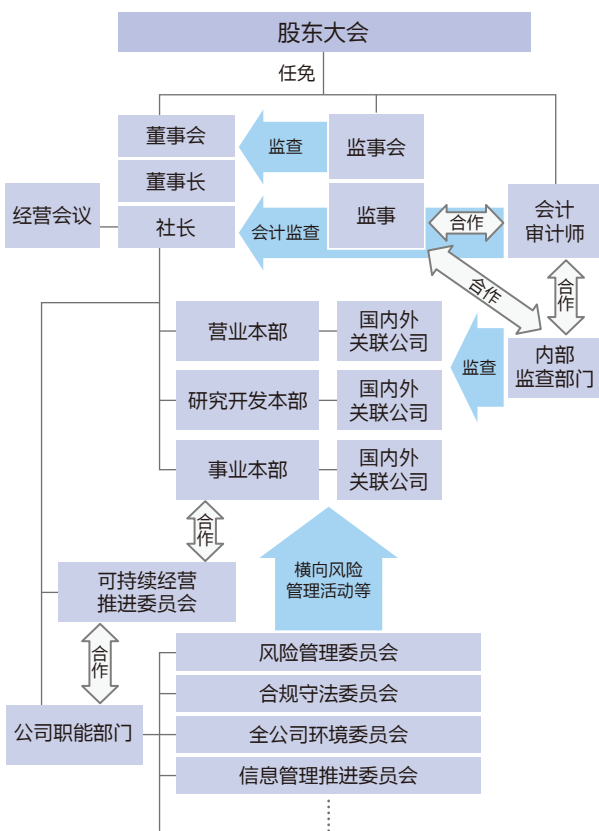 股东大会
任免
董事会
监查
监事会
董事长
经营会议
社长
会计监查
监事
合作
会计
审计师
合作
合作
营业本部
国内外
关联公司
监查
内部
监查部门
研究开发本部
国内外
关联公司
事业本部
国内外
关联公司
合作
横向风险
管理活动等
可持续经营
推进委员会
合作
风险管理委员会
合规守法委员会
公司职能部门
全公司环境委员会
信息管理推进委员会